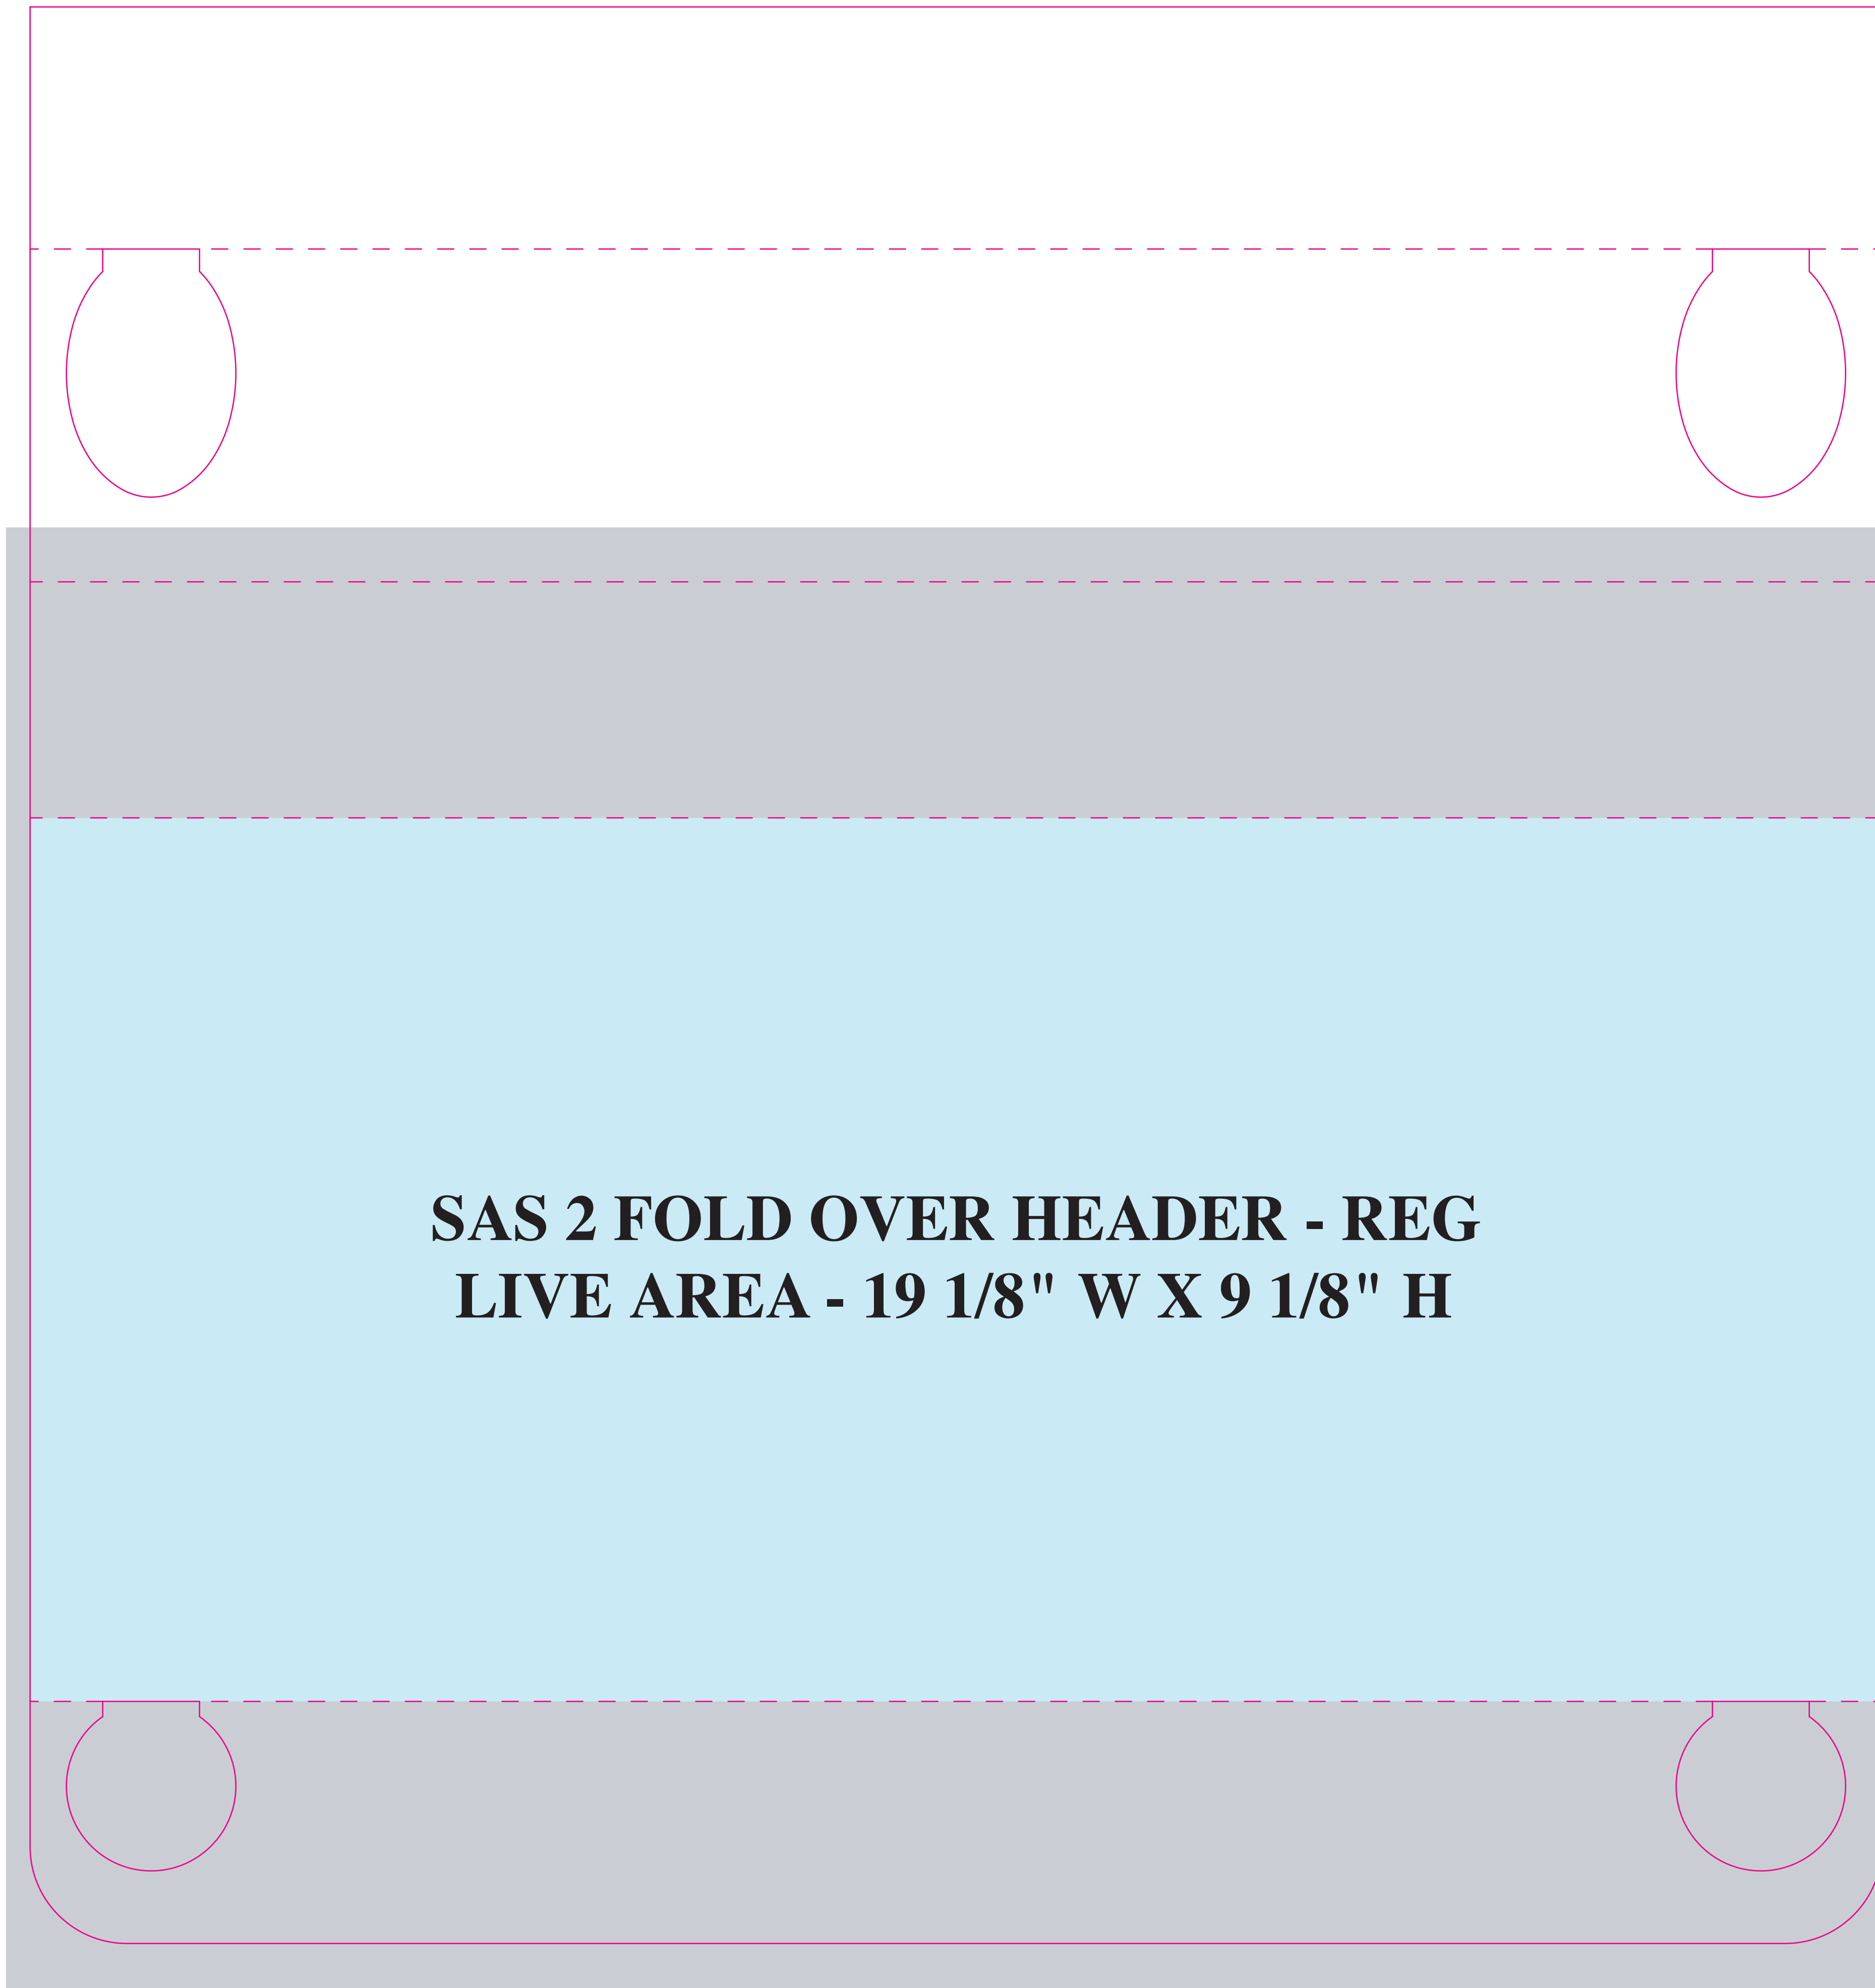 SAS 2 FOLD OVER HEADER - REG
LIVE AREA - 19 1/8" W X 9 1/8" H